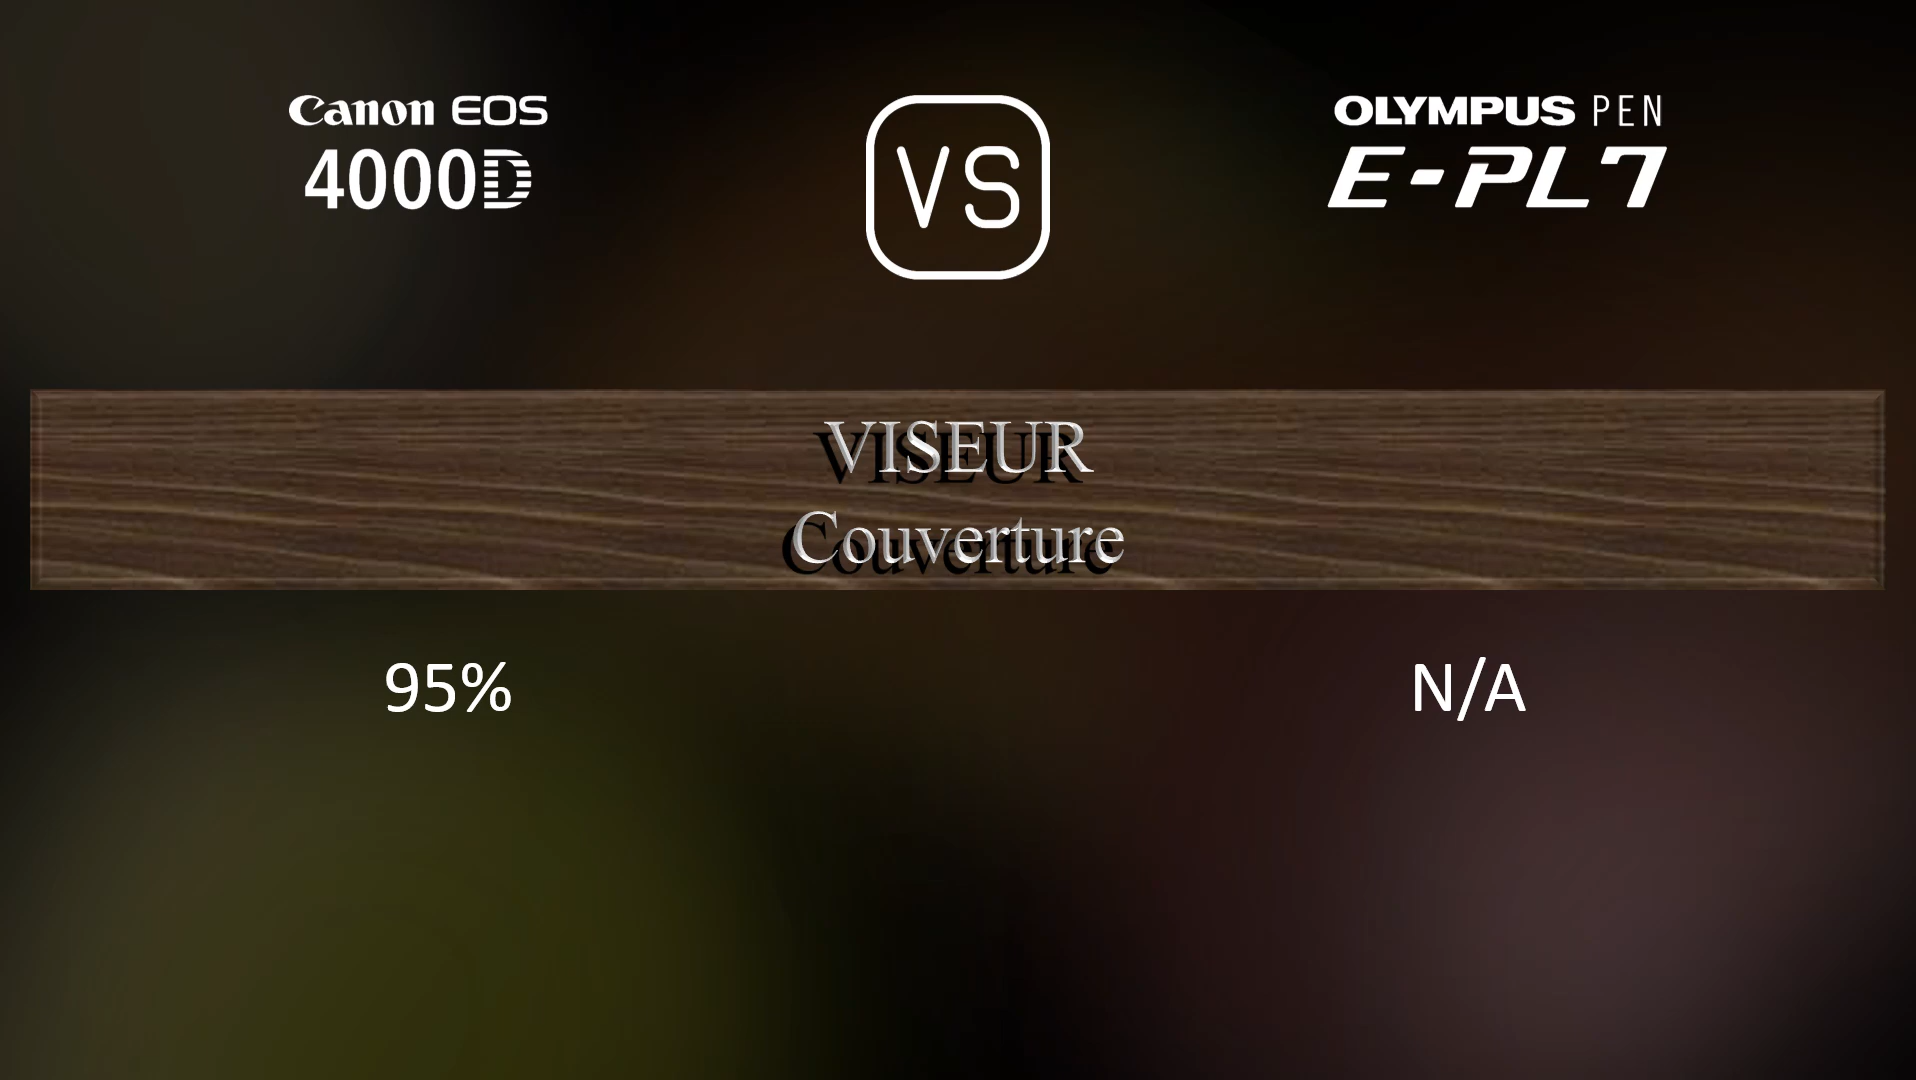 Canon EOS
4000D
VS
OLYMPUS PEN
E-PL7
VISEUR
Couverture
95%
N/A